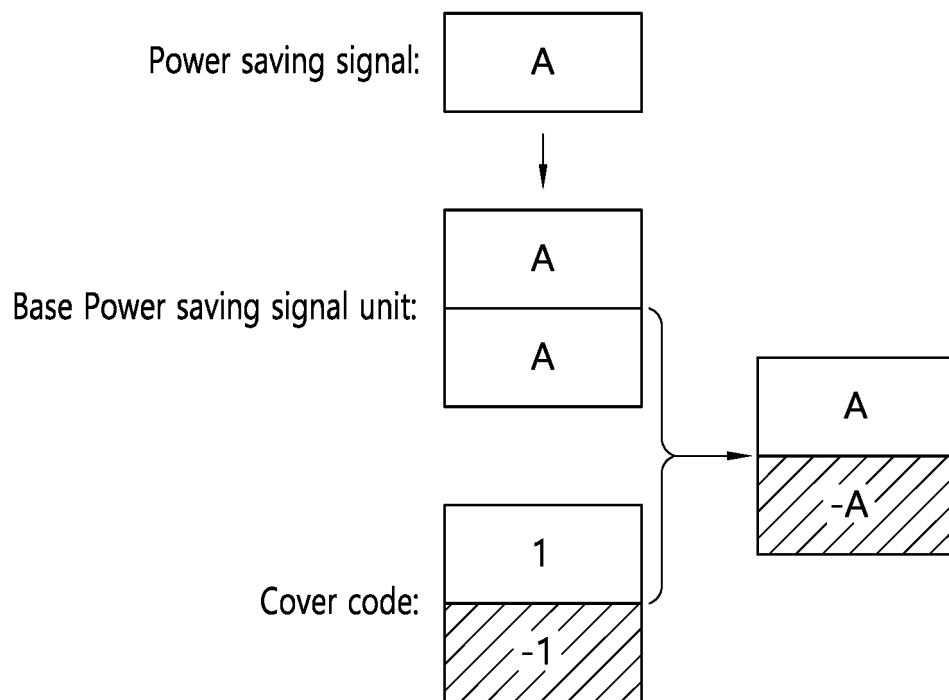 Power saving signal:
A
A
Base Power saving signal unit:
A
A
-A
1
Cover code:
-1